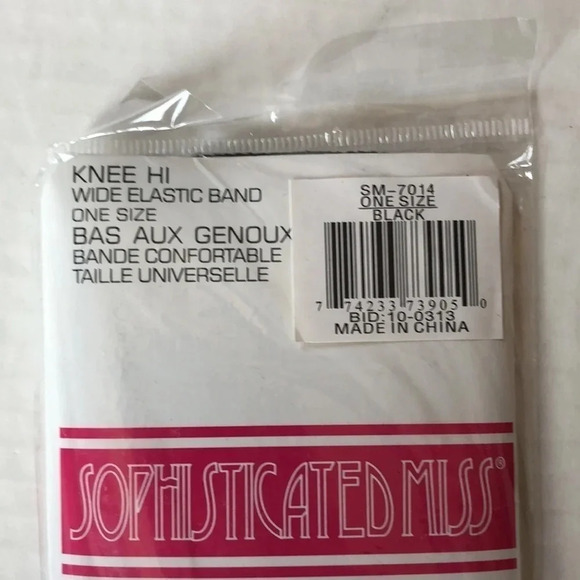 KNEE HI
WIDE ELASTIC BAND
ONE SIZE
BAS AUX GENOUX
BANDE CONFORTABLE
TAILLE UNIVERSELLE
SM-7014
ONE SIZE
BLACK
7 74233 73905 0
BID:10-0313
MADE IN CHINA
SOPHISTICATED MISS®